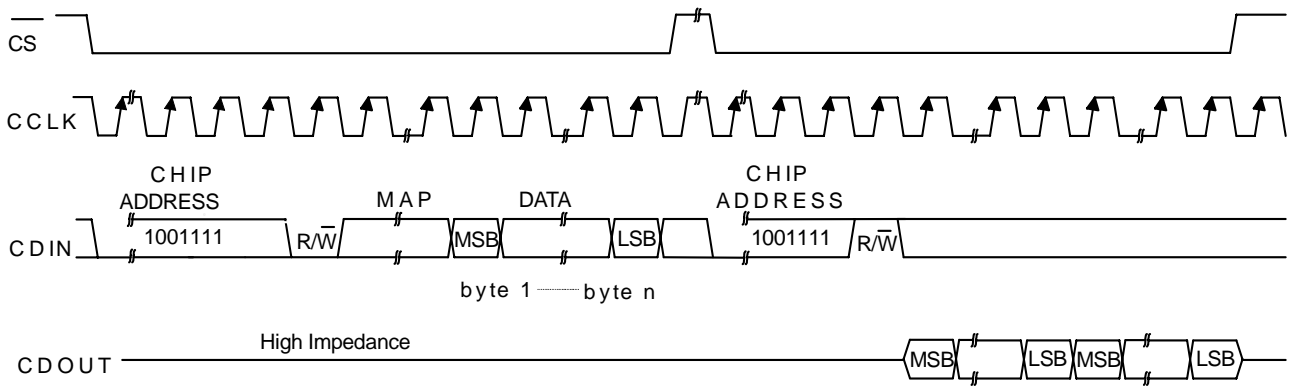 CS
CCLK
CHIP
ADDRESS
MAP
DATA
CHIP
ADDRESS
CDIN
1001111
R/W
MSB
LSB
1001111
R/W
byte 1
byte n
High Impedance
CDOUT
MSB
LSB
MSB
LSB